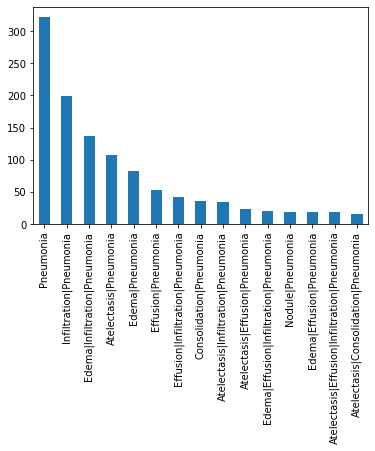 300
250
200
150
100
50
0
Pneumonia
Infiltration|Pneumonia
Edema|Infiltration|Pneumonia
Atelectasis|Pneumonia
Edema|Pneumonia
Effusion|Pneumonia
Effusion|Infiltration|Pneumonia
Consolidation|Pneumonia
Atelectasis|Infiltration|Pneumonia
Atelectasis|Effusion|Pneumonia
Edema|Effusion|Infiltration|Pneumonia
Nodule|Pneumonia
Edema|Effusion|Pneumonia
Atelectasis|Effusion|Infiltration|Pneumonia
Atelectasis|Consolidation|Pneumonia